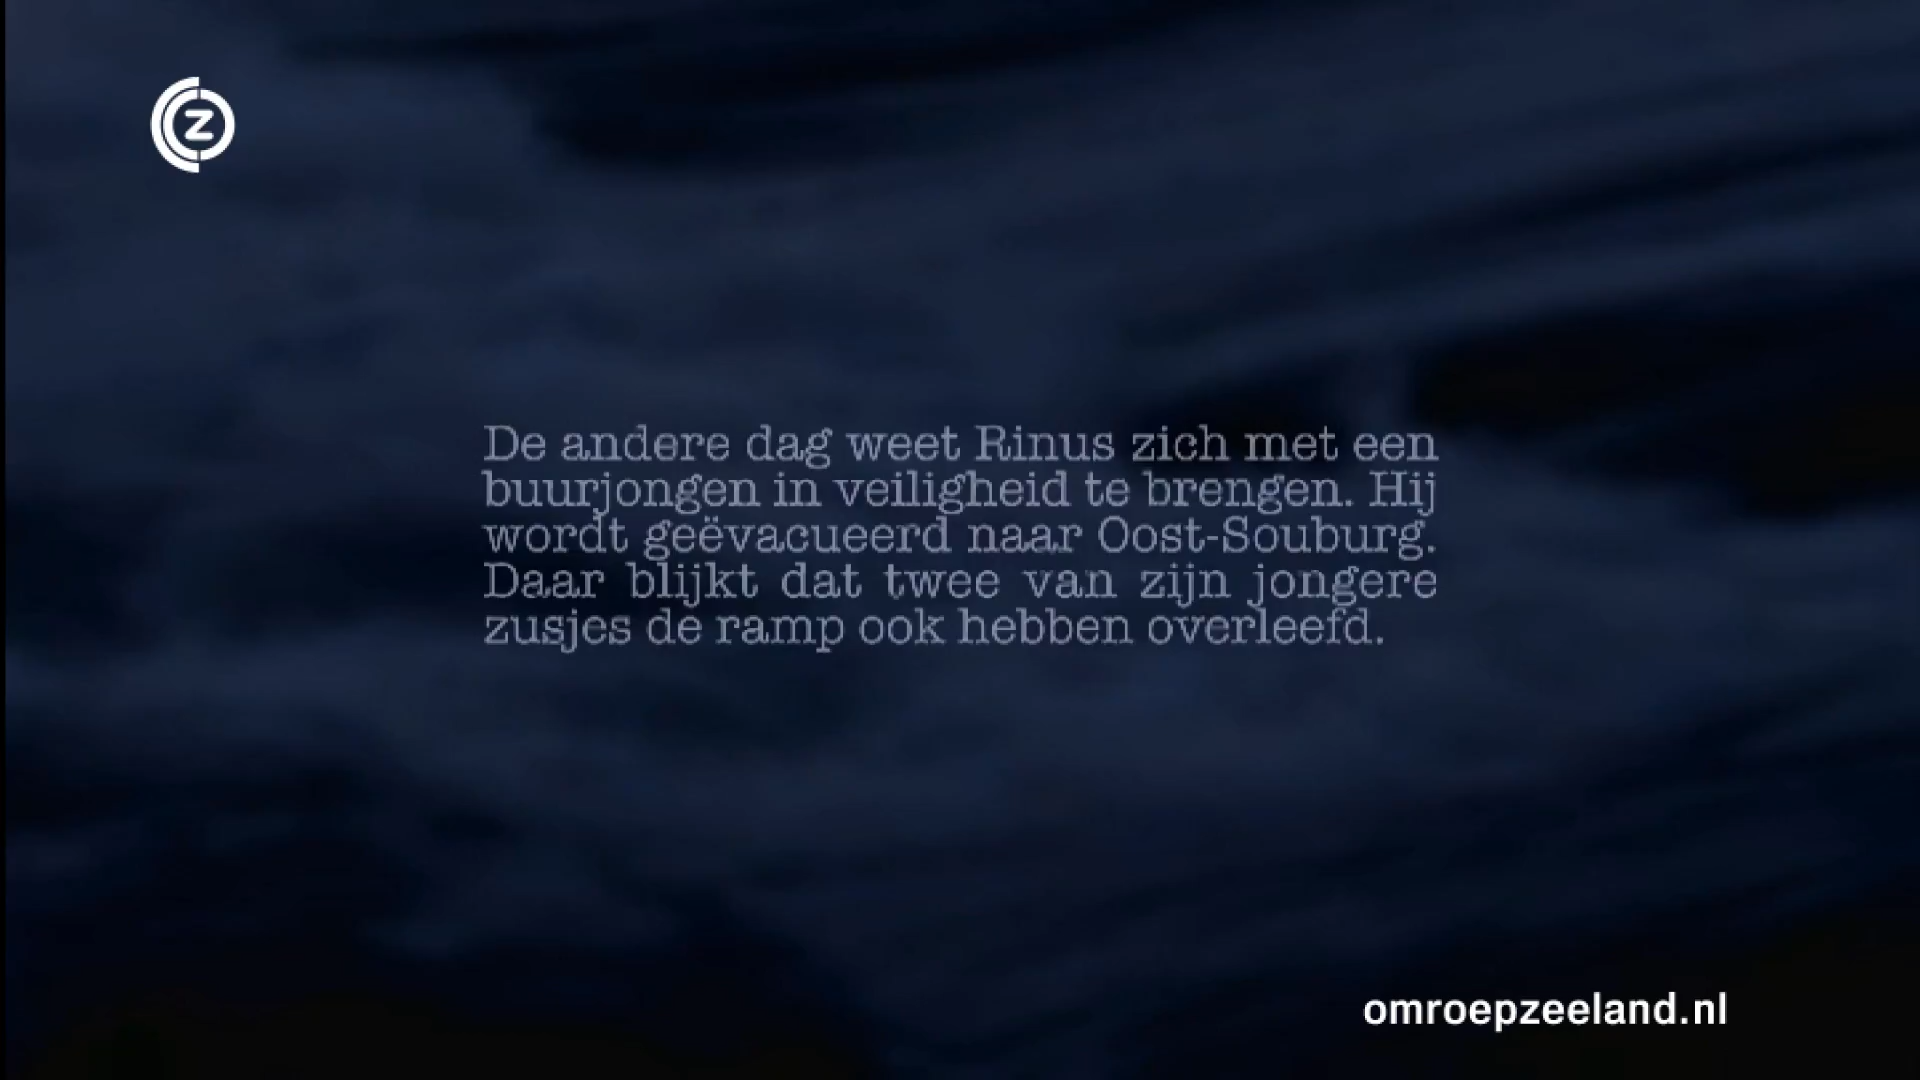 Z
De andere dag weet Rinus zich met een
buurjongen in veiligheid te brengen. Hij
wordt geëvacueerd naar Oost-Souburg.
Daar blijkt dat twee van zijn jongere
zusjes de ramp ook hebben overleefd.
omroepzeeland.nl